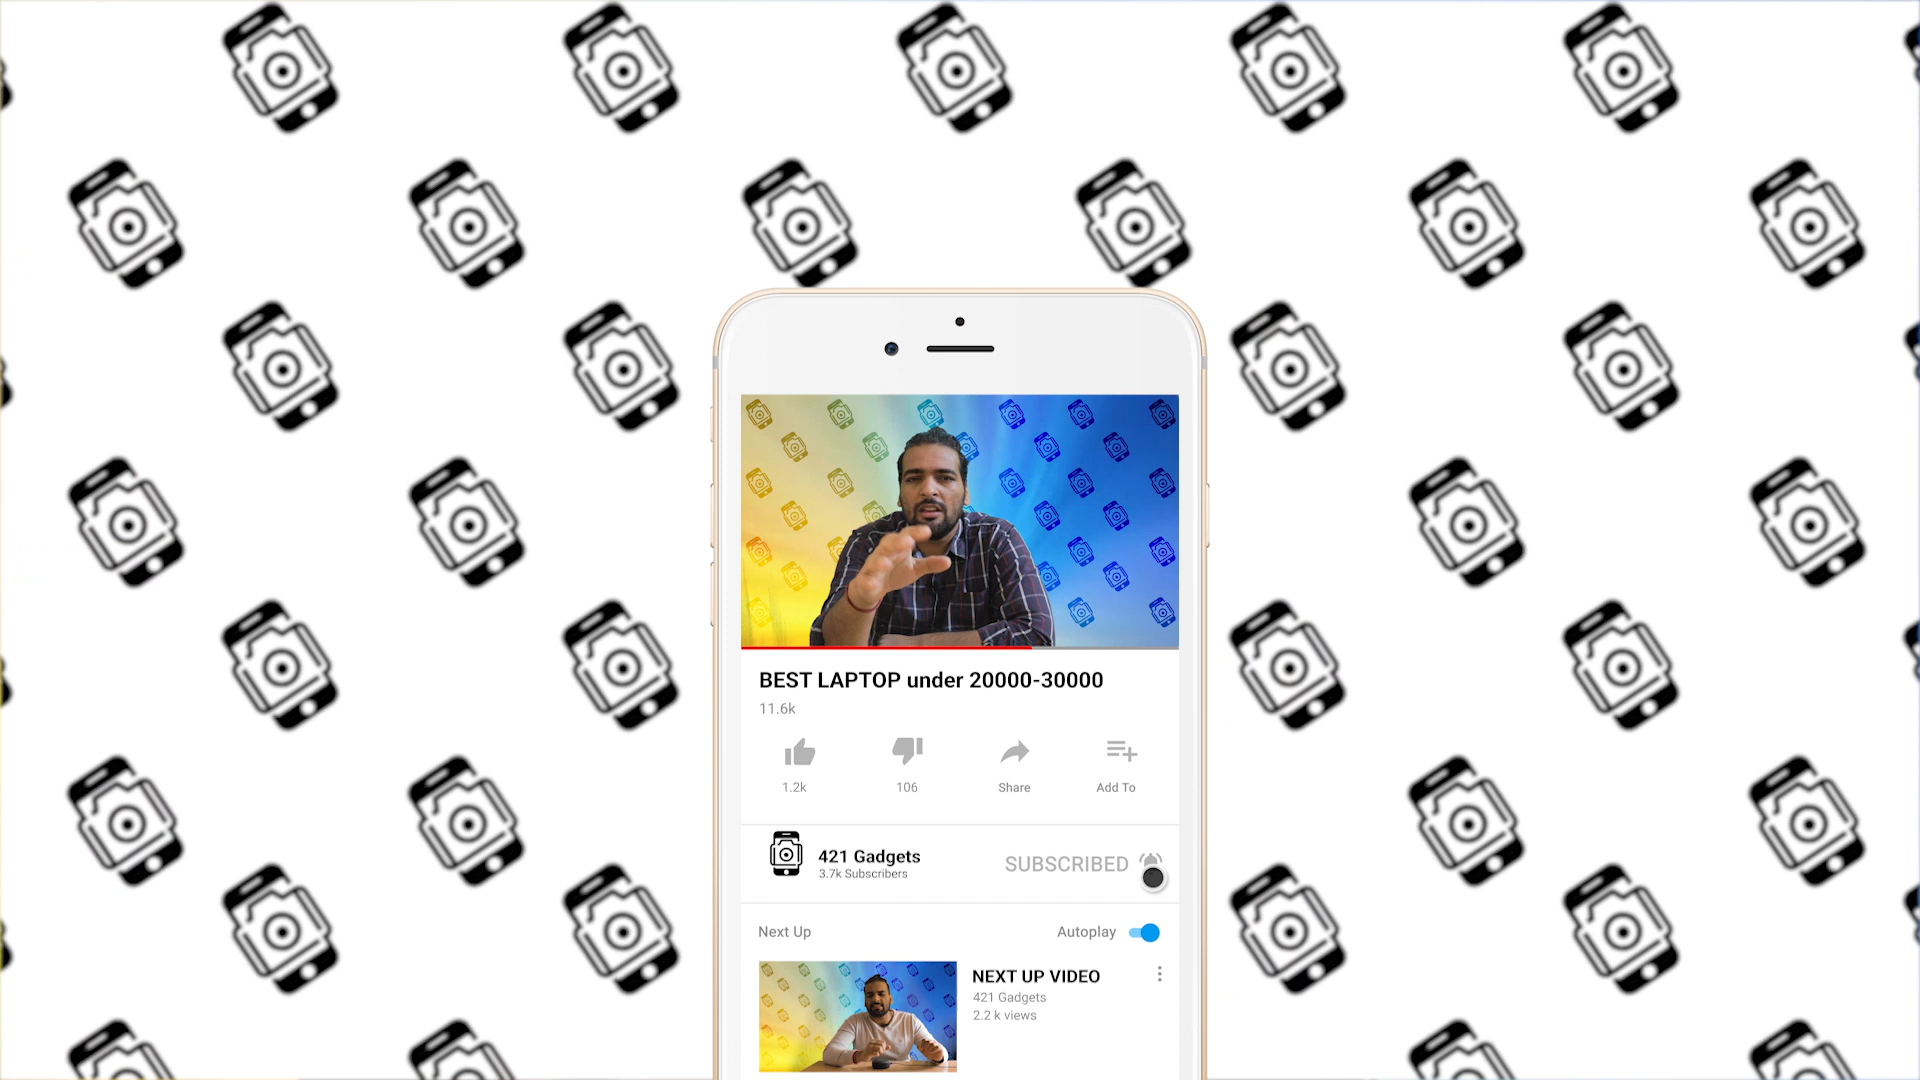 BEST LAPTOP under 20000-30000
11.6k
1.2k 106 Share Add To
421 Gadgets SUBSCRIBED
3.7k Subscribers
Next Up Autoplay
NEXT UP VIDEO
421 Gadgets
2.2 k views